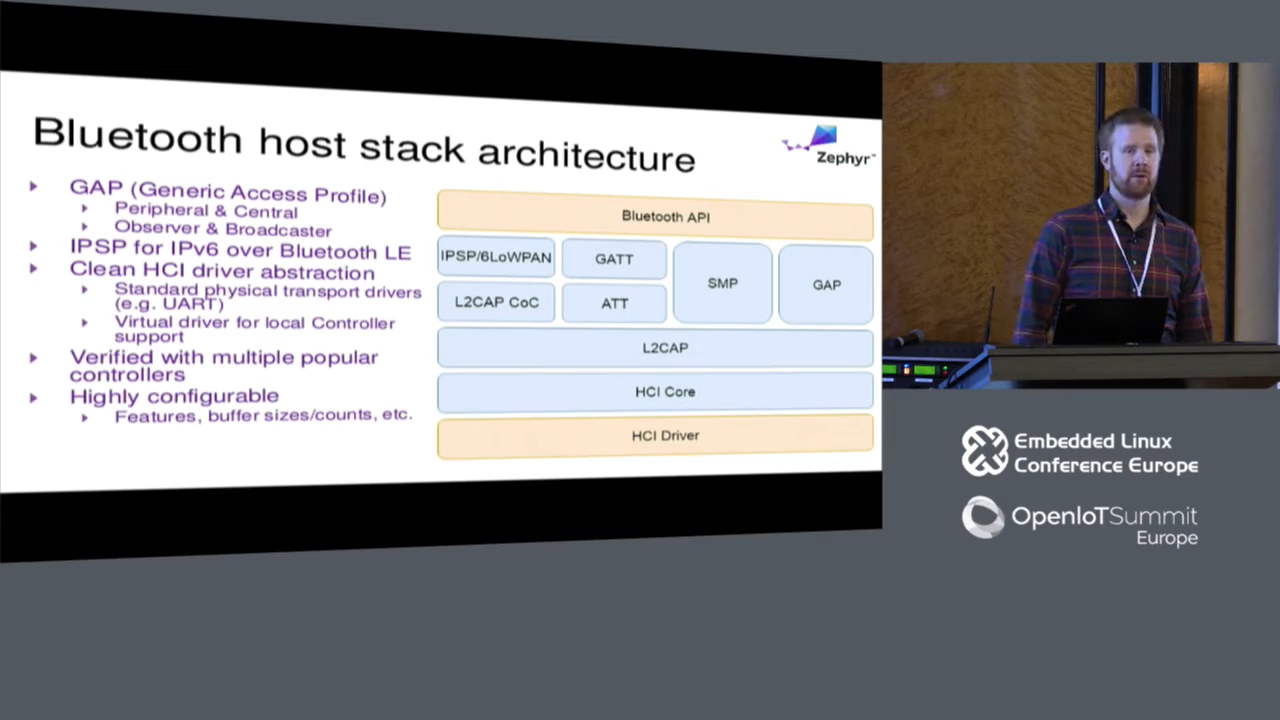 Bluetooth host stack architecture
Zephyr™
GAP (Generic Access Profile)
Peripheral & Central
Observer & Broadcaster
IPSP for IPv6 over Bluetooth LE
Clean HCI driver abstraction
Standard physical transport drivers
(e.g. UART)
Virtual driver for local Controller
support
Verified with multiple popular
controllers
Highly configurable
Features, buffer sizes/counts, etc.
Bluetooth API
IPSP/6LoWPAN
GATT
SMP
GAP
L2CAP CoC
ATT
L2CAP
HCI Core
HCI Driver
Embedded Linux
Conference Europe
OpenIoTSummit
Europe